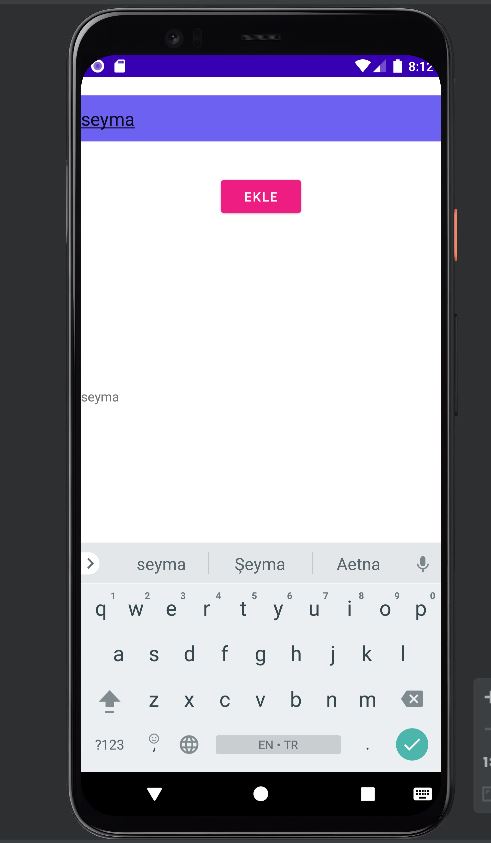 8:12
seyma
EKLE
seyma
seyma Şeyma Aetna
1 2 3 4 5 6 7 8 9 0
q w e r t y u i o p
a s d f g h j k l
z x c v b n m
?123 , EN • TR .